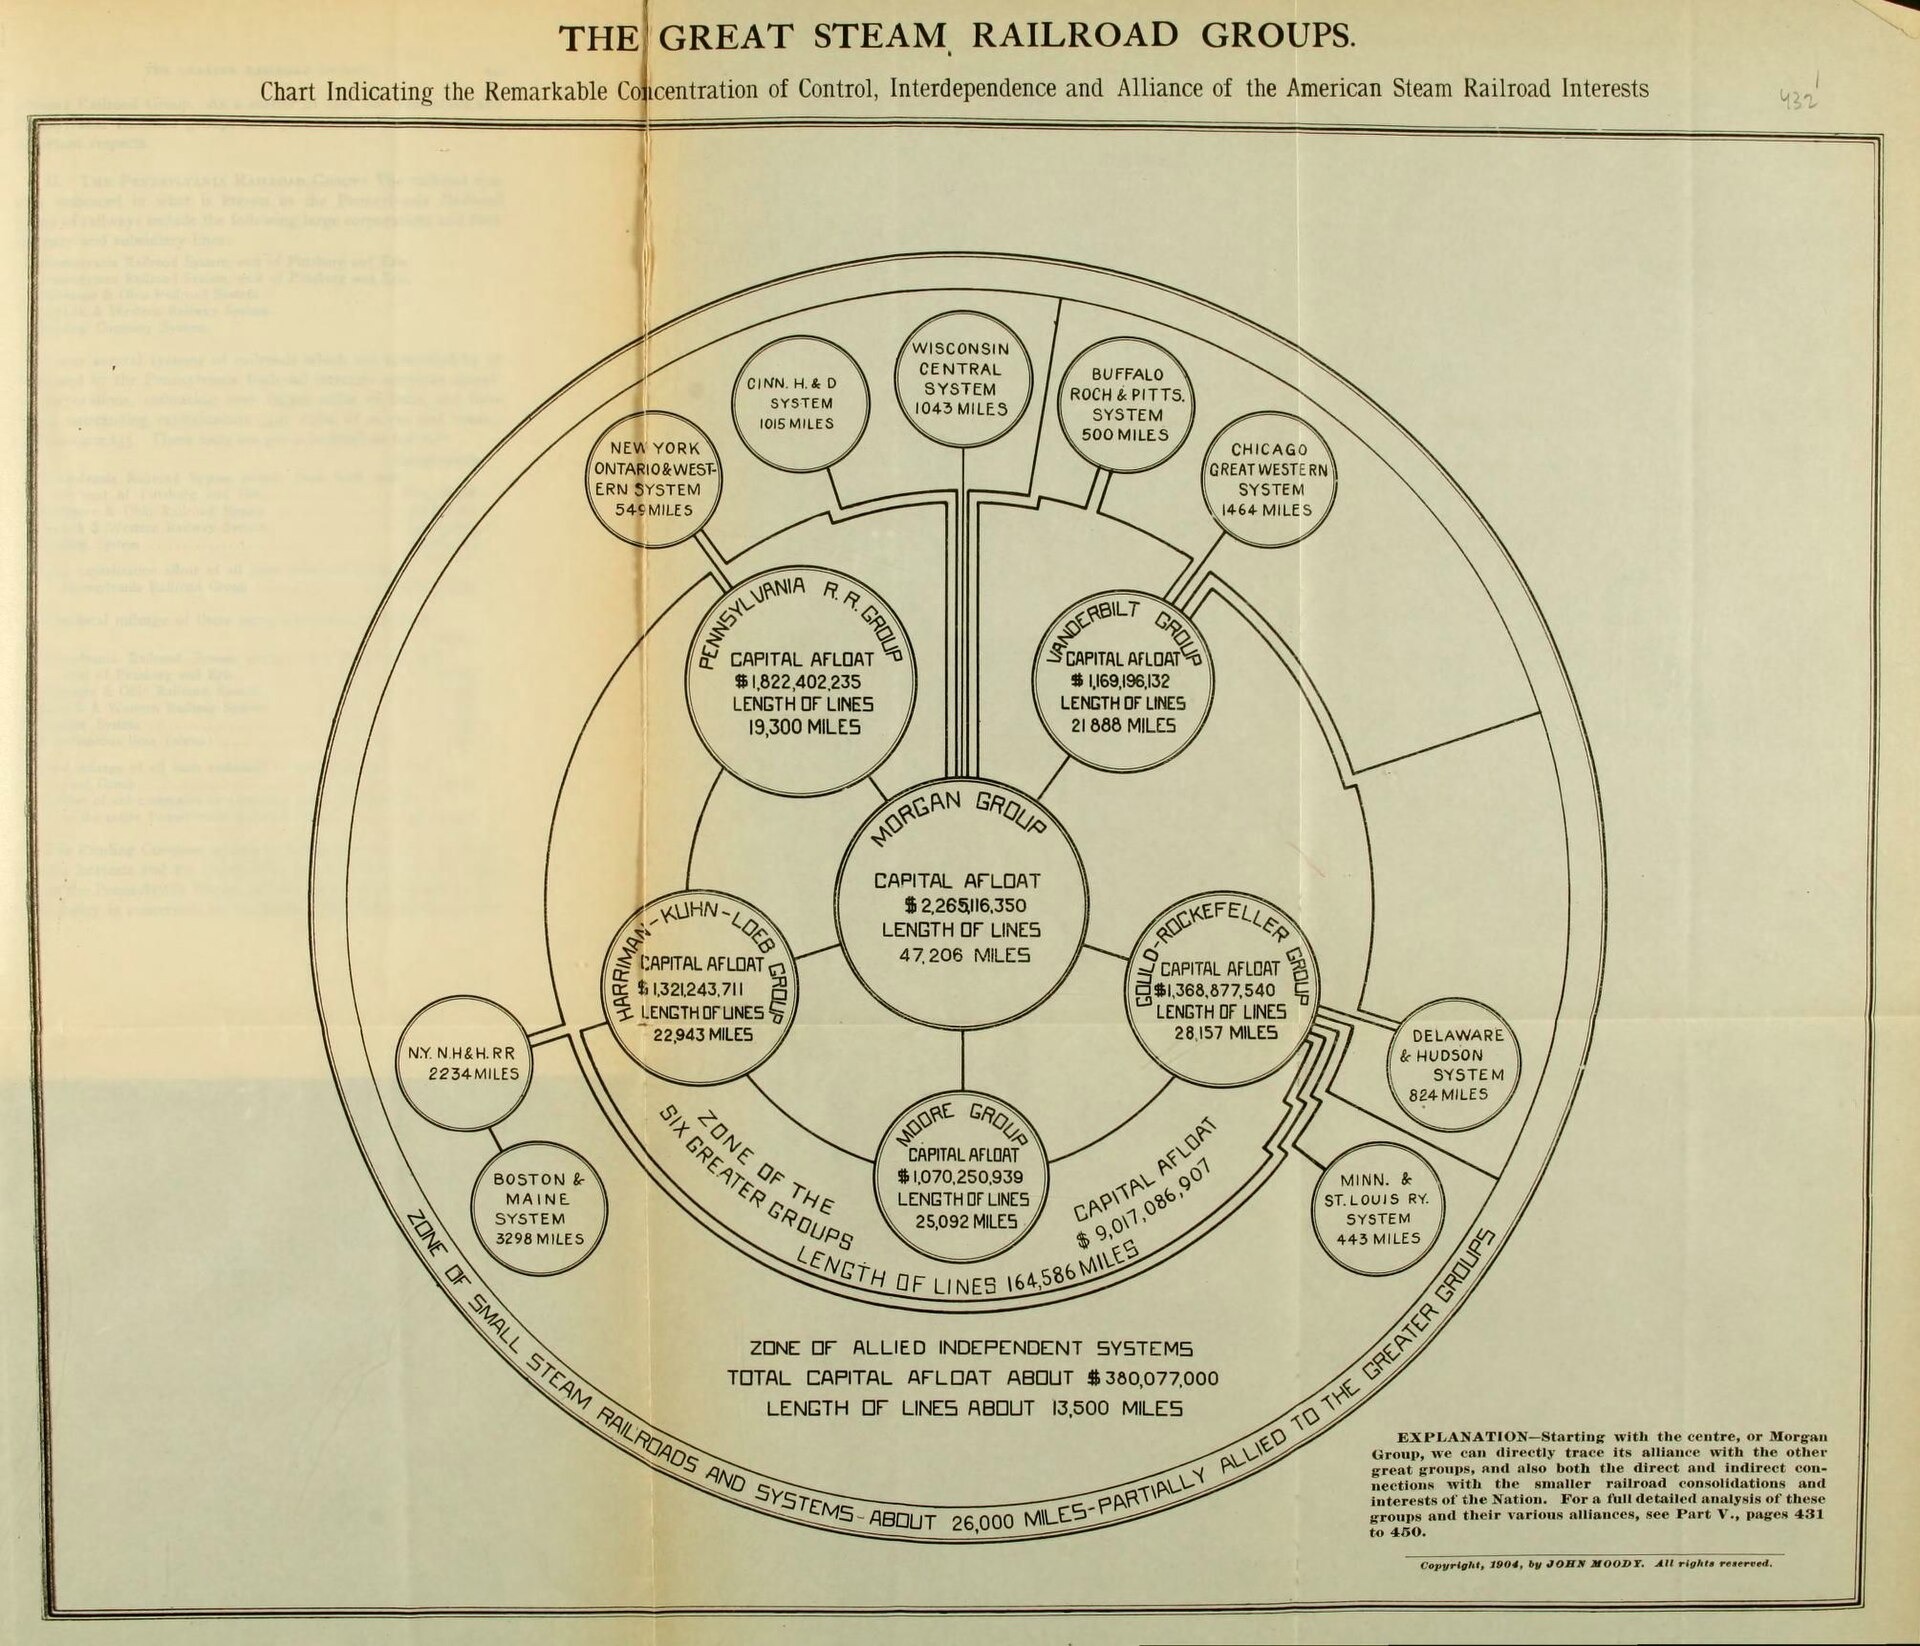 THE GREAT STEAM RAILROAD GROUPS.
Chart Indicating the Remarkable Concentration of Control, Interdependence and Alliance of the American Steam Railroad Interests
432
WISCONSIN
CENTRAL
SYSTEM
1043 MILES
CINN. H. & D
SYSTEM
1015 MILES
BUFFALO
ROCH & PITTS.
SYSTEM
500 MILES
NEW YORK
ONTARIO & WEST-
ERN SYSTEM
549 MILES
CHICAGO
GREAT WESTERN
SYSTEM
1464 MILES
PENNSYLVANIA R. R. GROUP
CAPITAL AFLOAT
$1,822,402,235
LENGTH OF LINES
19,300 MILES
VANDERBILT GROUP
CAPITAL AFLOAT
$1,169,196,132
LENGTH OF LINES
21 888 MILES
MORGAN GROUP
CAPITAL AFLOAT
$2,265,116,350
LENGTH OF LINES
47,206 MILES
HARRIMAN-KUHN-LOEB GROUP
CAPITAL AFLOAT
$1,321,243,711
LENGTH OF LINES
22,943 MILES
GOULD-ROCKEFELLER GROUP
CAPITAL AFLOAT
$1,368,877,540
LENGTH OF LINES
28,157 MILES
N.Y. N.H & H. RR
2234 MILES
DELAWARE
& HUDSON
SYSTEM
824 MILES
MOORE GROUP
CAPITAL AFLOAT
$1,070,250,939
LENGTH OF LINES
25,092 MILES
BOSTON &
MAINE
SYSTEM
3298 MILES
MINN. &
ST. LOUIS RY.
SYSTEM
443 MILES
ZONE OF THE
SIX GREATER GROUPS
CAPITAL AFLOAT
$9,017,086,907
LENGTH OF LINES 164,586 MILES
ZONE OF ALLIED INDEPENDENT SYSTEMS
TOTAL CAPITAL AFLOAT ABOUT $380,077,000
LENGTH OF LINES ABOUT 13,500 MILES
ZONE OF SMALL STEAM RAILROADS AND SYSTEMS-ABOUT 26,000 MILES-PARTIALLY ALLIED TO THE GREATER GROUPS
EXPLANATION—Starting with the centre, or Morgan
Group, we can directly trace its alliance with the other
great groups, and also both the direct and indirect con-
nections with the smaller railroad consolidations and
interests of the Nation. For a full detailed analysis of these
groups and their various alliances, see Part V., pages 431
to 450.
Copyright, 1904, by JOHN MOODY. All rights reserved.